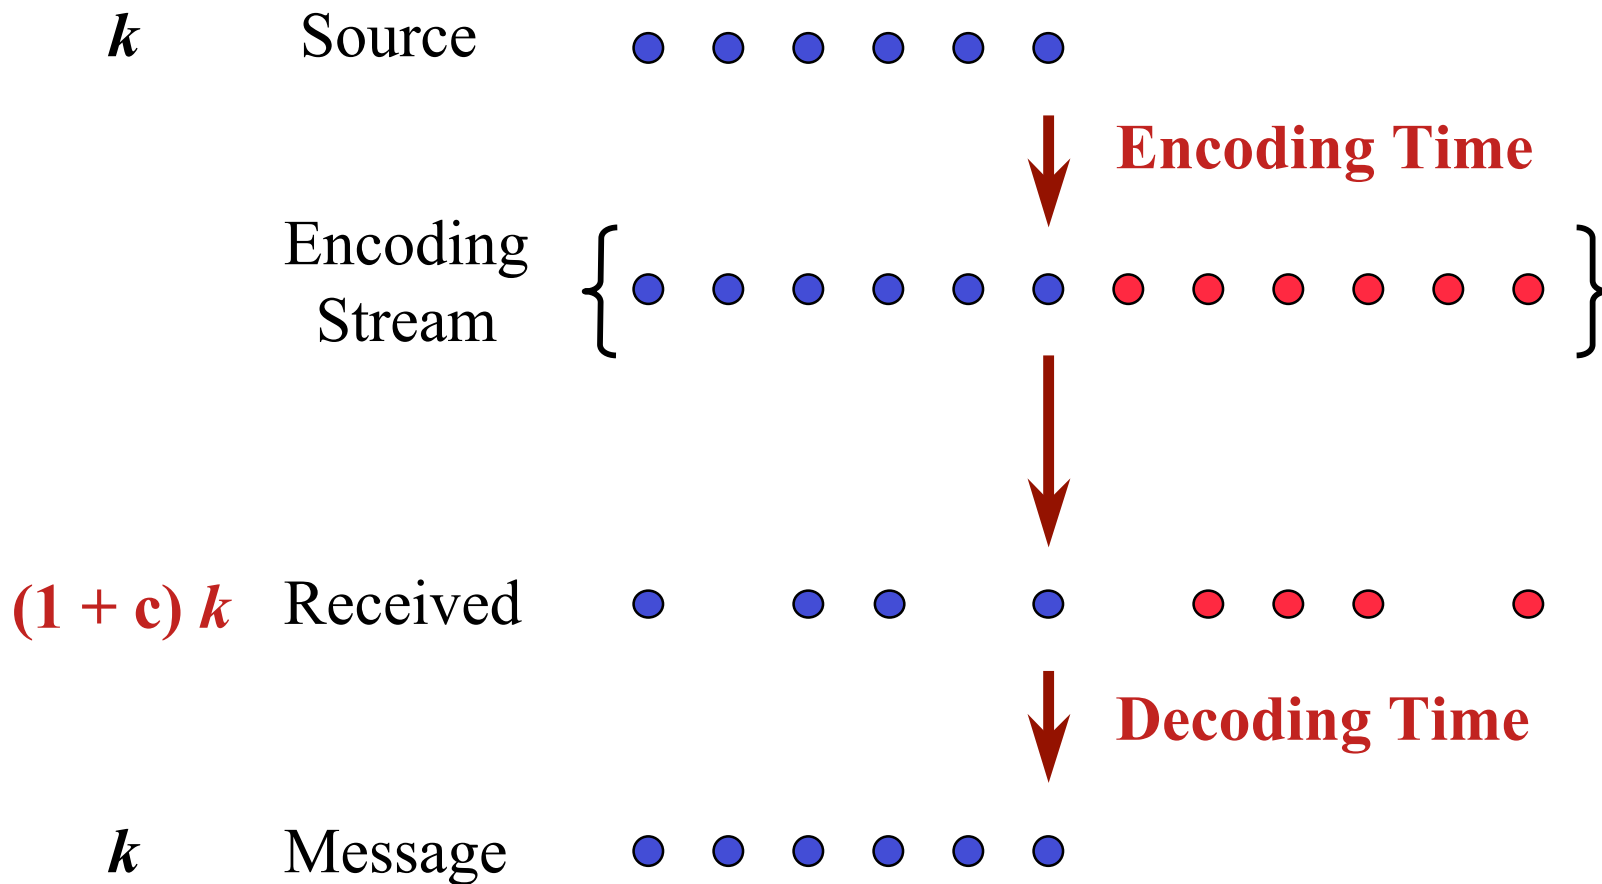 k Source
Encoding Time
Encoding
Stream
(1 + c) k Received
Decoding Time
k Message